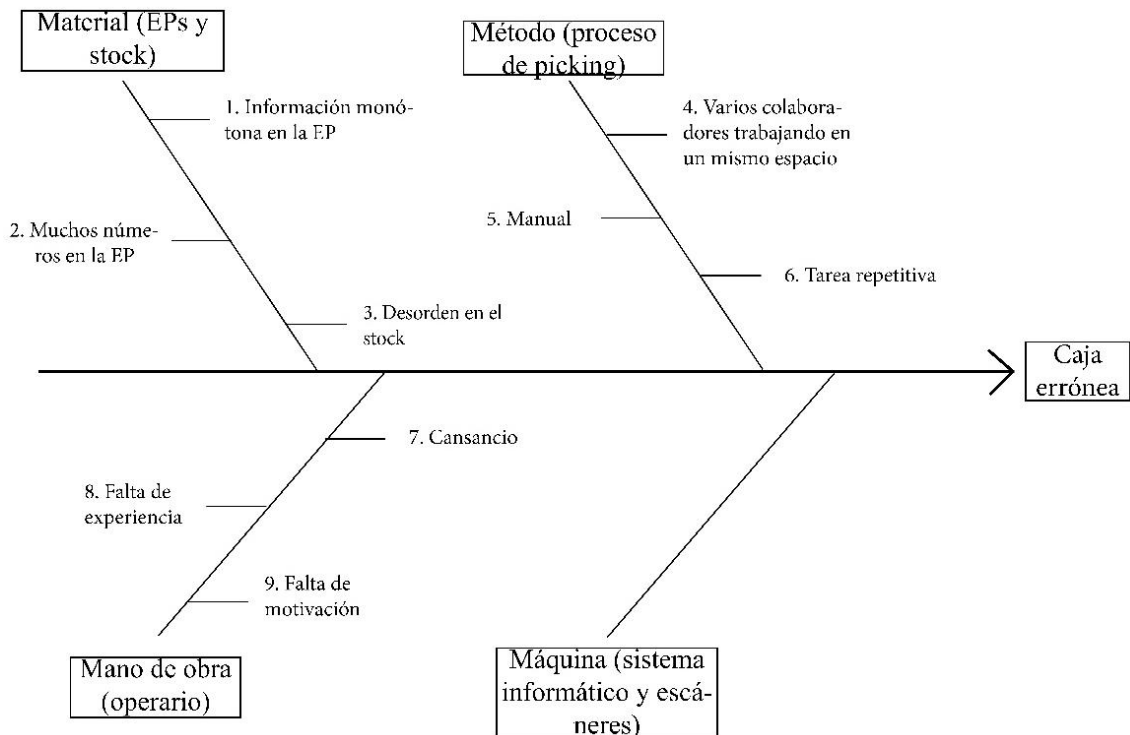 Material (EPs y
stock)
Método (proceso
de picking)
1. Información monó-
tona en la EP
4. Varios colabora-
dores trabajando en
un mismo espacio
2. Muchos núme-
ros en la EP
5. Manual
6. Tarea repetitiva
3. Desorden en el
stock
Caja
errónea
7. Cansancio
8. Falta de
experiencia
9. Falta de
motivación
Mano de obra
(operario)
Máquina (sistema
informático y escá-
neres)